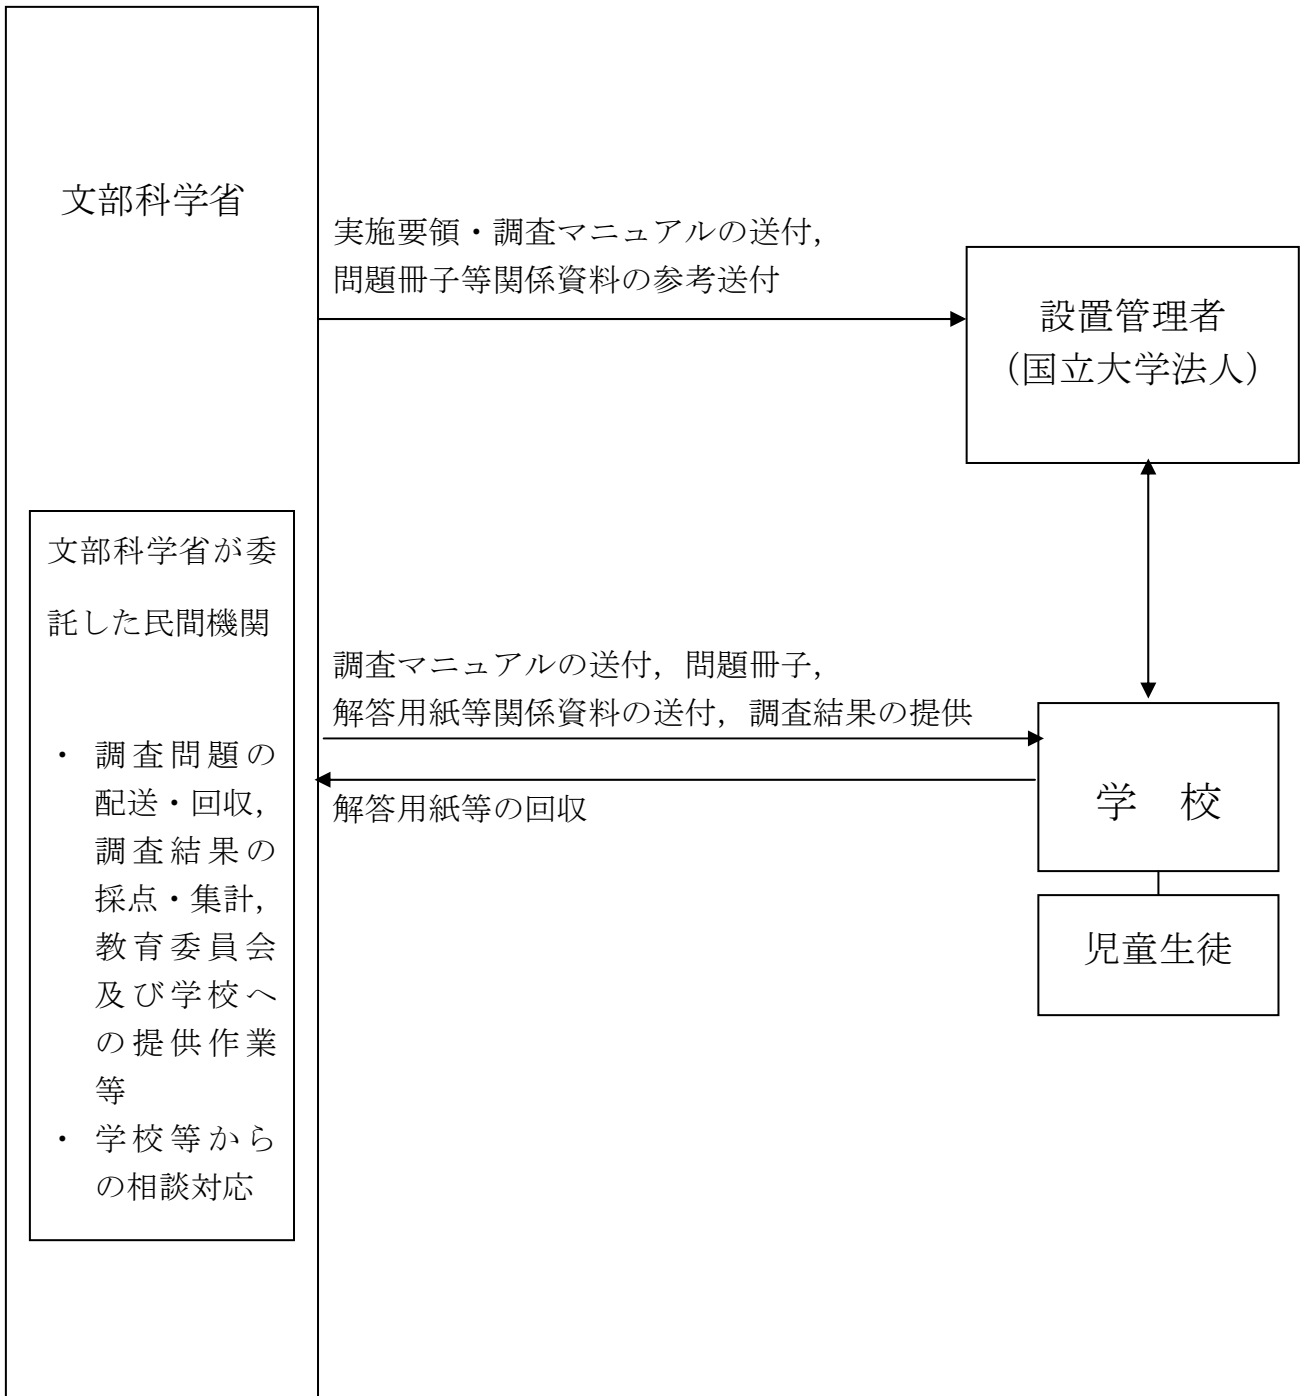 文部科学省
実施要領・調査マニュアルの送付，
問題冊子等関係資料の参考送付
設置管理者
（国立大学法人）
文部科学省が委
託した民間機関
・ 調査問題の
配送・回収，
調査結果の
採点・集計，
教育委員会
及び学校へ
の提供作業
等
・ 学校等から
の相談対応
調査マニュアルの送付，問題冊子，
解答用紙等関係資料の送付，調査結果の提供
解答用紙等の回収
学　校
児童生徒